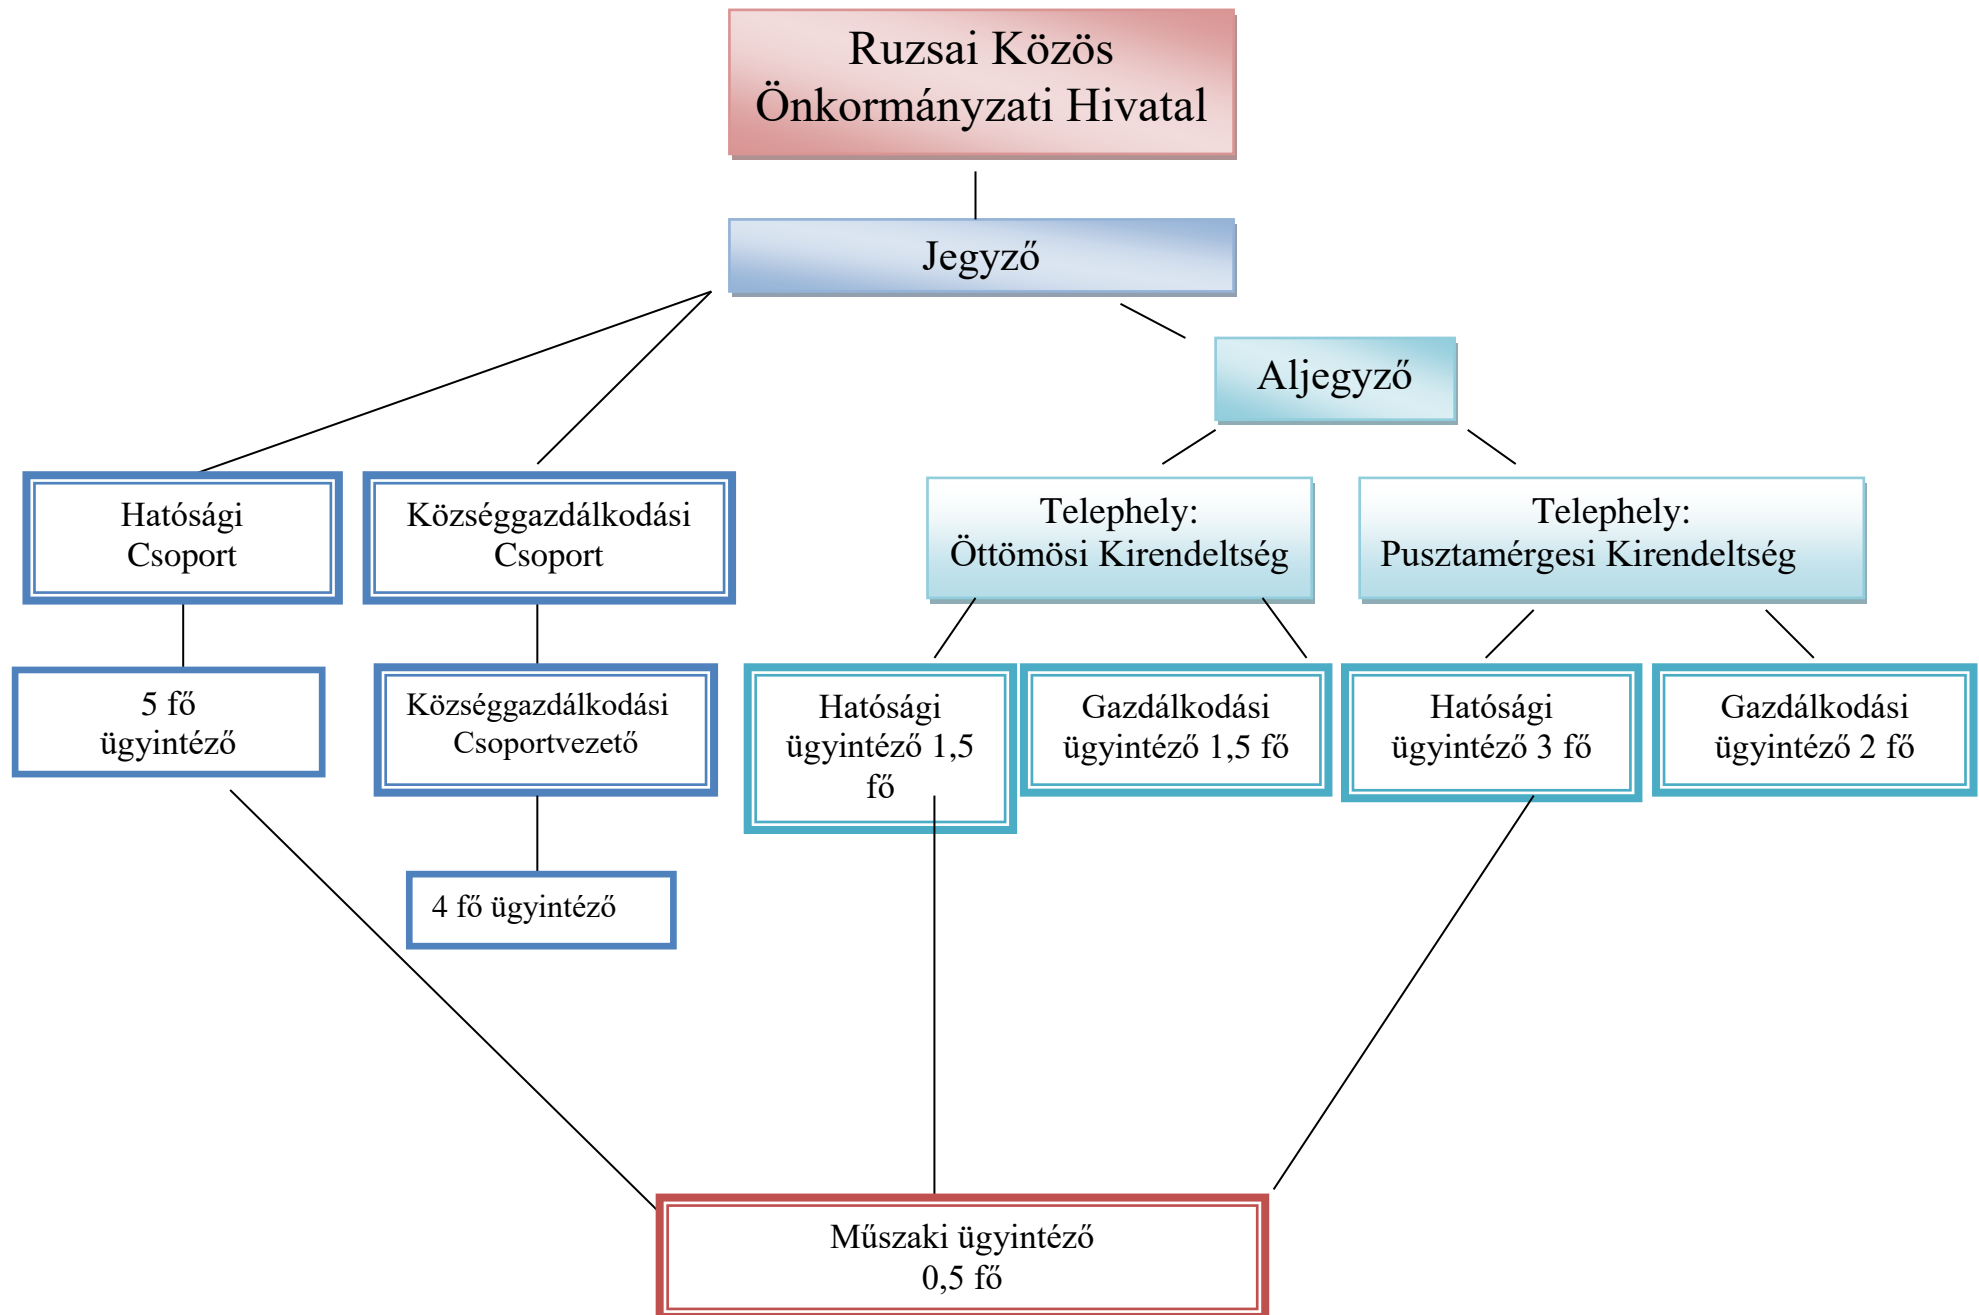 Ruzsai Közös
Önkormányzati Hivatal
Jegyző
Aljegyző
Hatósági
Csoport
Községgazdálkodási
Csoport
Telephely:
Öttömösi Kirendeltség
Telephely:
Pusztamérgesi Kirendeltség
5 fő
ügyintéző
Községgazdálkodási
Csoportvezető
Hatósági
ügyintéző 1,5
fő
Gazdálkodási
ügyintéző 1,5 fő
Hatósági
ügyintéző 3 fő
Gazdálkodási
ügyintéző 2 fő
4 fő ügyintéző
Műszaki ügyintéző
0,5 fő